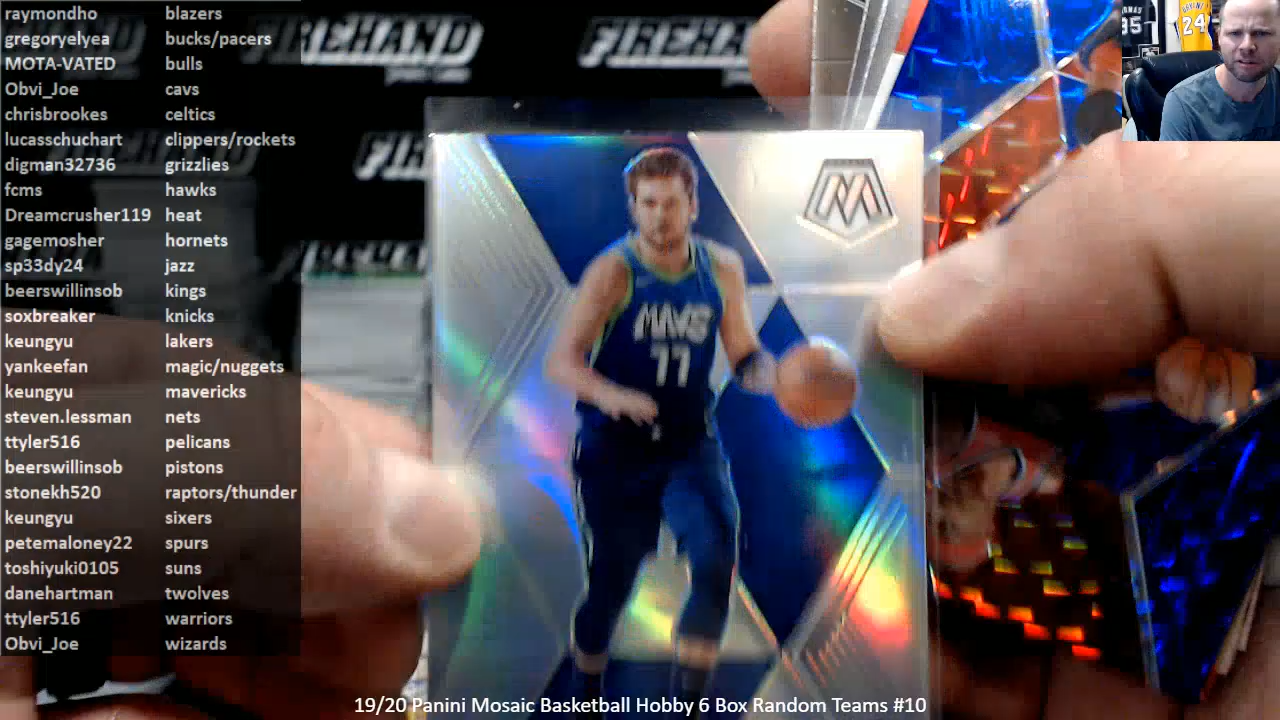 raymondho blazers
gregoryelyea bucks/pacers
MOTA-VATED bulls
Obvi_Joe cavs
chrisbrookes celtics
lucasschuchart clippers/rockets
digman32736 grizzlies
fcms hawks
Dreamcrusher119 heat
gagemosher hornets
sp33dy24 jazz
beerswillinsob kings
soxbreaker knicks
keungyu lakers
yankeefan magic/nuggets
keungyu mavericks
steven.lessman nets
ttyler516 pelicans
beerswillinsob pistons
stonekh520 raptors/thunder
keungyu sixers
petemaloney22 spurs
toshiyuki0105 suns
danehartman twolves
ttyler516 warriors
Obvi_Joe wizards
FIREHAND
MAVS
77
24
19/20 Panini Mosaic Basketball Hobby 6 Box Random Teams #10